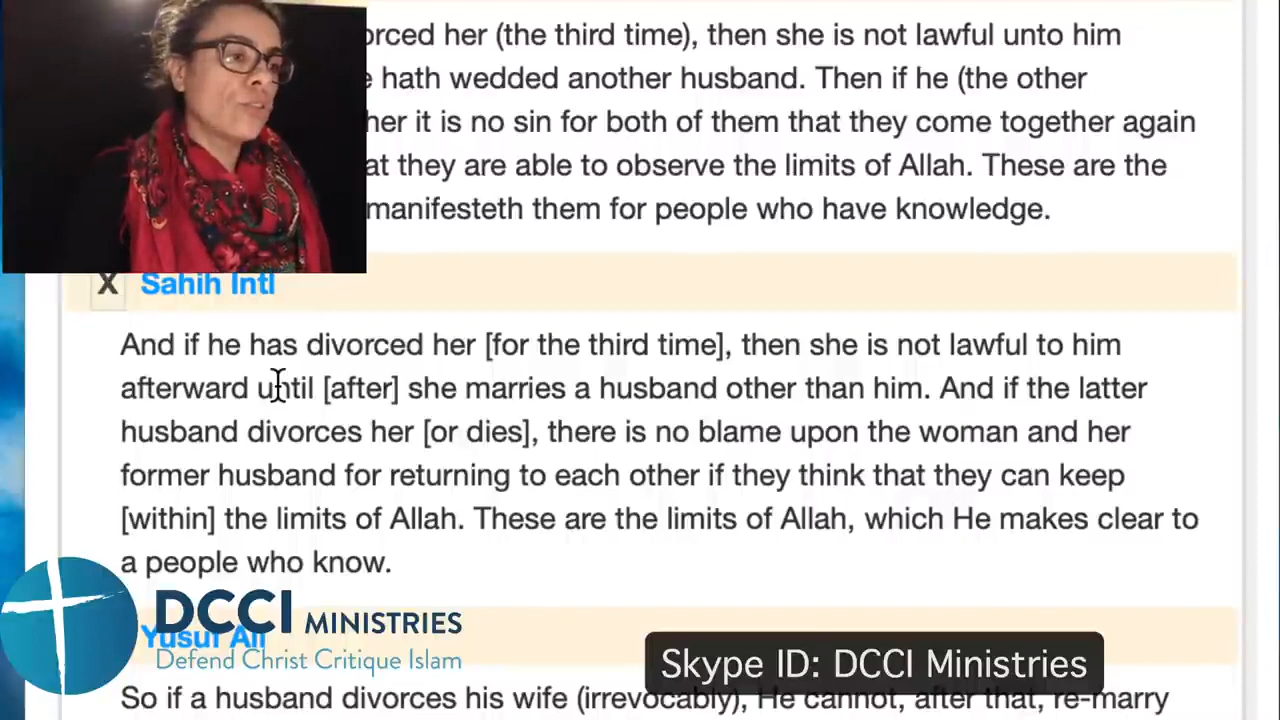 orced her (the third time), then she is not lawful unto him
hath wedded another husband. Then if he (the other
her it is no sin for both of them that they come together again
at they are able to observe the limits of Allah. These are the
manifesteth them for people who have knowledge.
X Sahih Intl
And if he has divorced her [for the third time], then she is not lawful to him
afterward until [after] she marries a husband other than him. And if the latter
husband divorces her [or dies], there is no blame upon the woman and her
former husband for returning to each other if they think that they can keep
[within] the limits of Allah. These are the limits of Allah, which He makes clear to
a people who know.
DCCI MINISTRIES
Yusuf Ali
Defend Christ Critique Islam
Skype ID: DCCI Ministries
So if a husband divorces his wife (irrevocably), He cannot, after that, re-marry